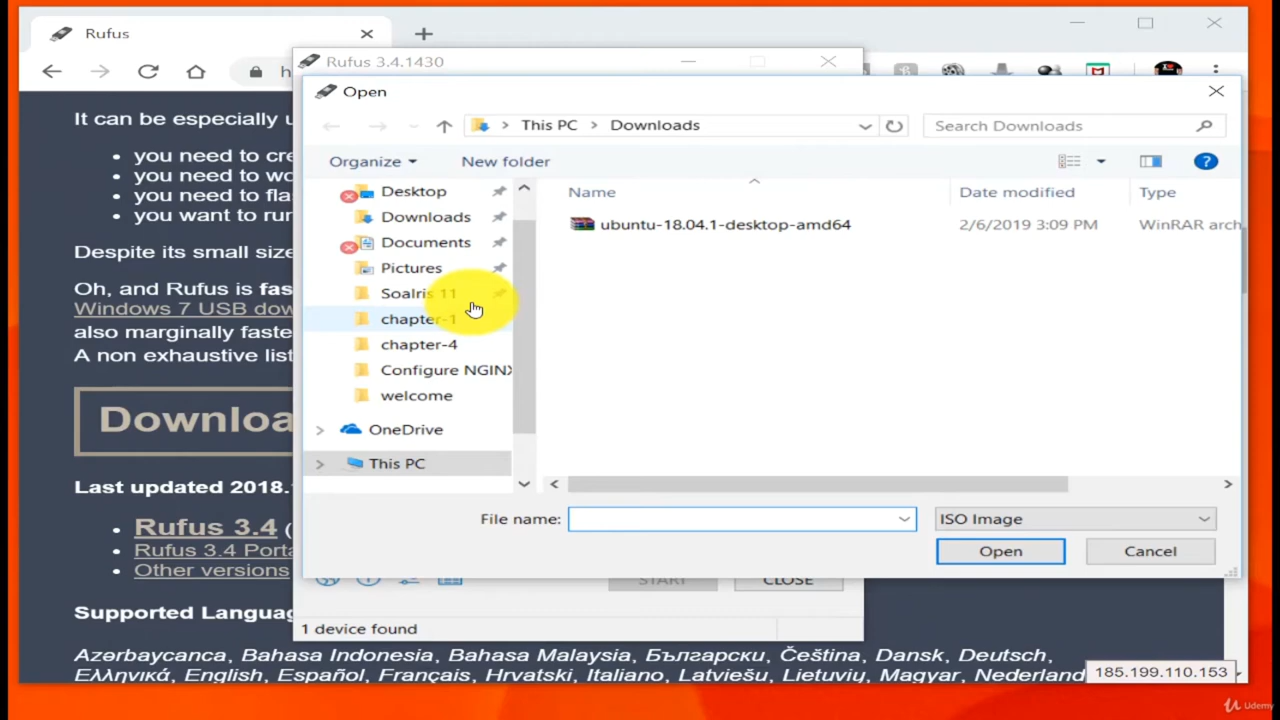 Rufus
h
Rufus 3.4.1430
Open
This PC
Downloads
Search Downloads
Organize
New folder
Name
Date modified
Type
Desktop
Downloads
Documents
Pictures
Soalris 11
chapter-1
chapter-4
Configure NGINX
welcome
OneDrive
This PC
ubuntu-18.04.1-desktop-amd64
2/6/2019 3:09 PM
WinRAR arch
File name:
ISO Image
Open
Cancel
START
CLOSE
1 device found
It can be especially u
you need to cre
you need to wo
you need to fla
you want to run
Despite its small size
Oh, and Rufus is fas
Windows 7 USB dow
also marginally faste
A non exhaustive list
Downloa
Last updated 2018.
Rufus 3.4 (
Rufus 3.4 Porta
Other versions
Supported Languag
Azərbaycanca, Bahasa Indonesia, Bahasa Malaysia, Български, Čeština, Dansk, Deutsch,
Ελληνικά, English, Español, Français, Hrvatski, Italiano, Latviešu, Lietuvių, Magyar, Nederland
185.199.110.153
Udemy